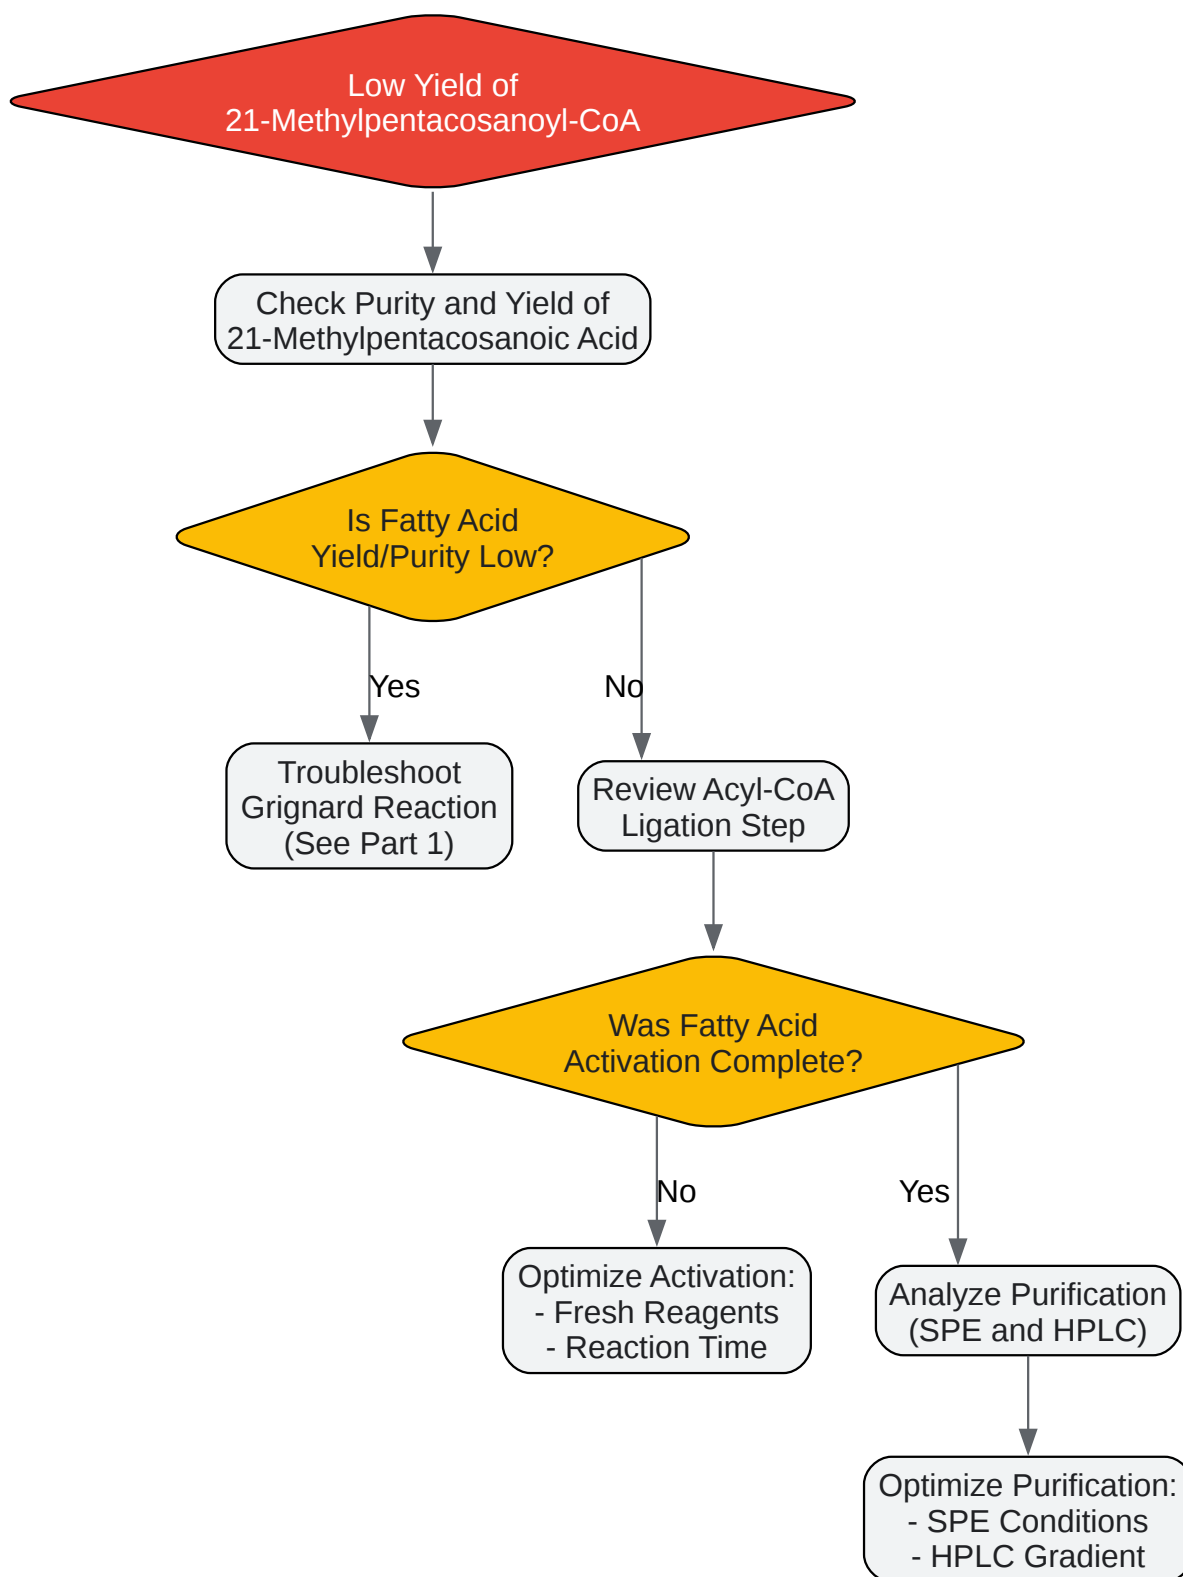 Low Yield of
21-Methylpentacosanoyl-CoA
Check Purity and Yield of
21-Methylpentacosanoic Acid
Is Fatty Acid
Yield/Purity Low?
Yes
No
Troubleshoot
Grignard Reaction
(See Part 1)
Review Acyl-CoA
Ligation Step
Was Fatty Acid
Activation Complete?
No
Yes
Optimize Activation:
- Fresh Reagents
- Reaction Time
Analyze Purification
(SPE and HPLC)
Optimize Purification:
- SPE Conditions
- HPLC Gradient